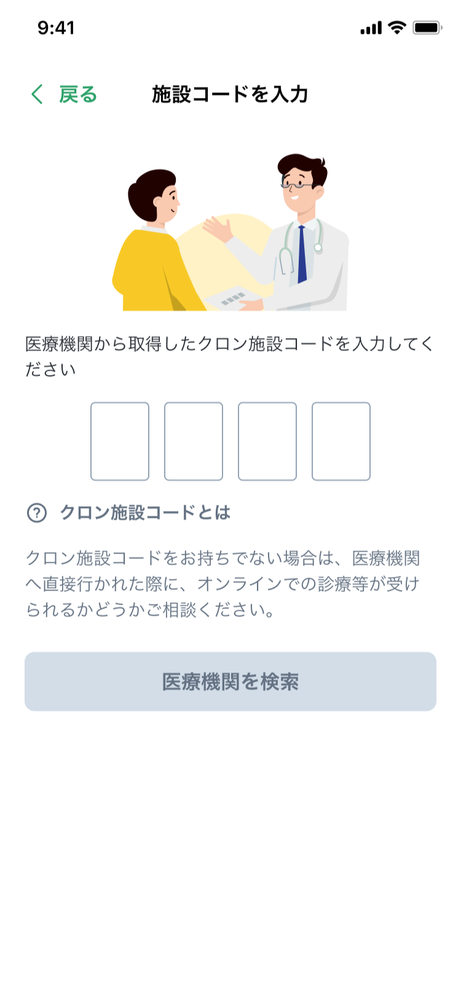 9:41
戻る
施設コードを入力
医療機関から取得したクロン施設コードを入力してく
ださい
クロン施設コードとは
クロン施設コードをお持ちでない場合は、医療機関
へ直接行かれた際に、オンラインでの診療等が受け
られるかどうかご相談ください。
医療機関を検索